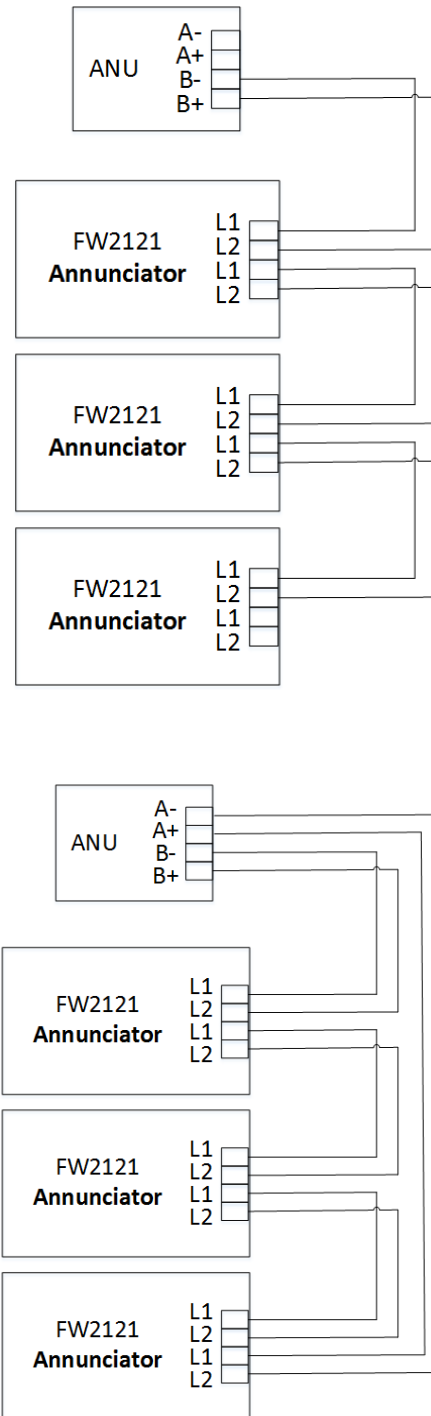 ANU
A-
A+
B-
B+
FW2121
Annunciator
L1
L2
L1
L2
FW2121
Annunciator
L1
L2
L1
L2
FW2121
Annunciator
L1
L2
L1
L2
ANU
A-
A+
B-
B+
FW2121
Annunciator
L1
L2
L1
L2
FW2121
Annunciator
L1
L2
L1
L2
FW2121
Annunciator
L1
L2
L1
L2